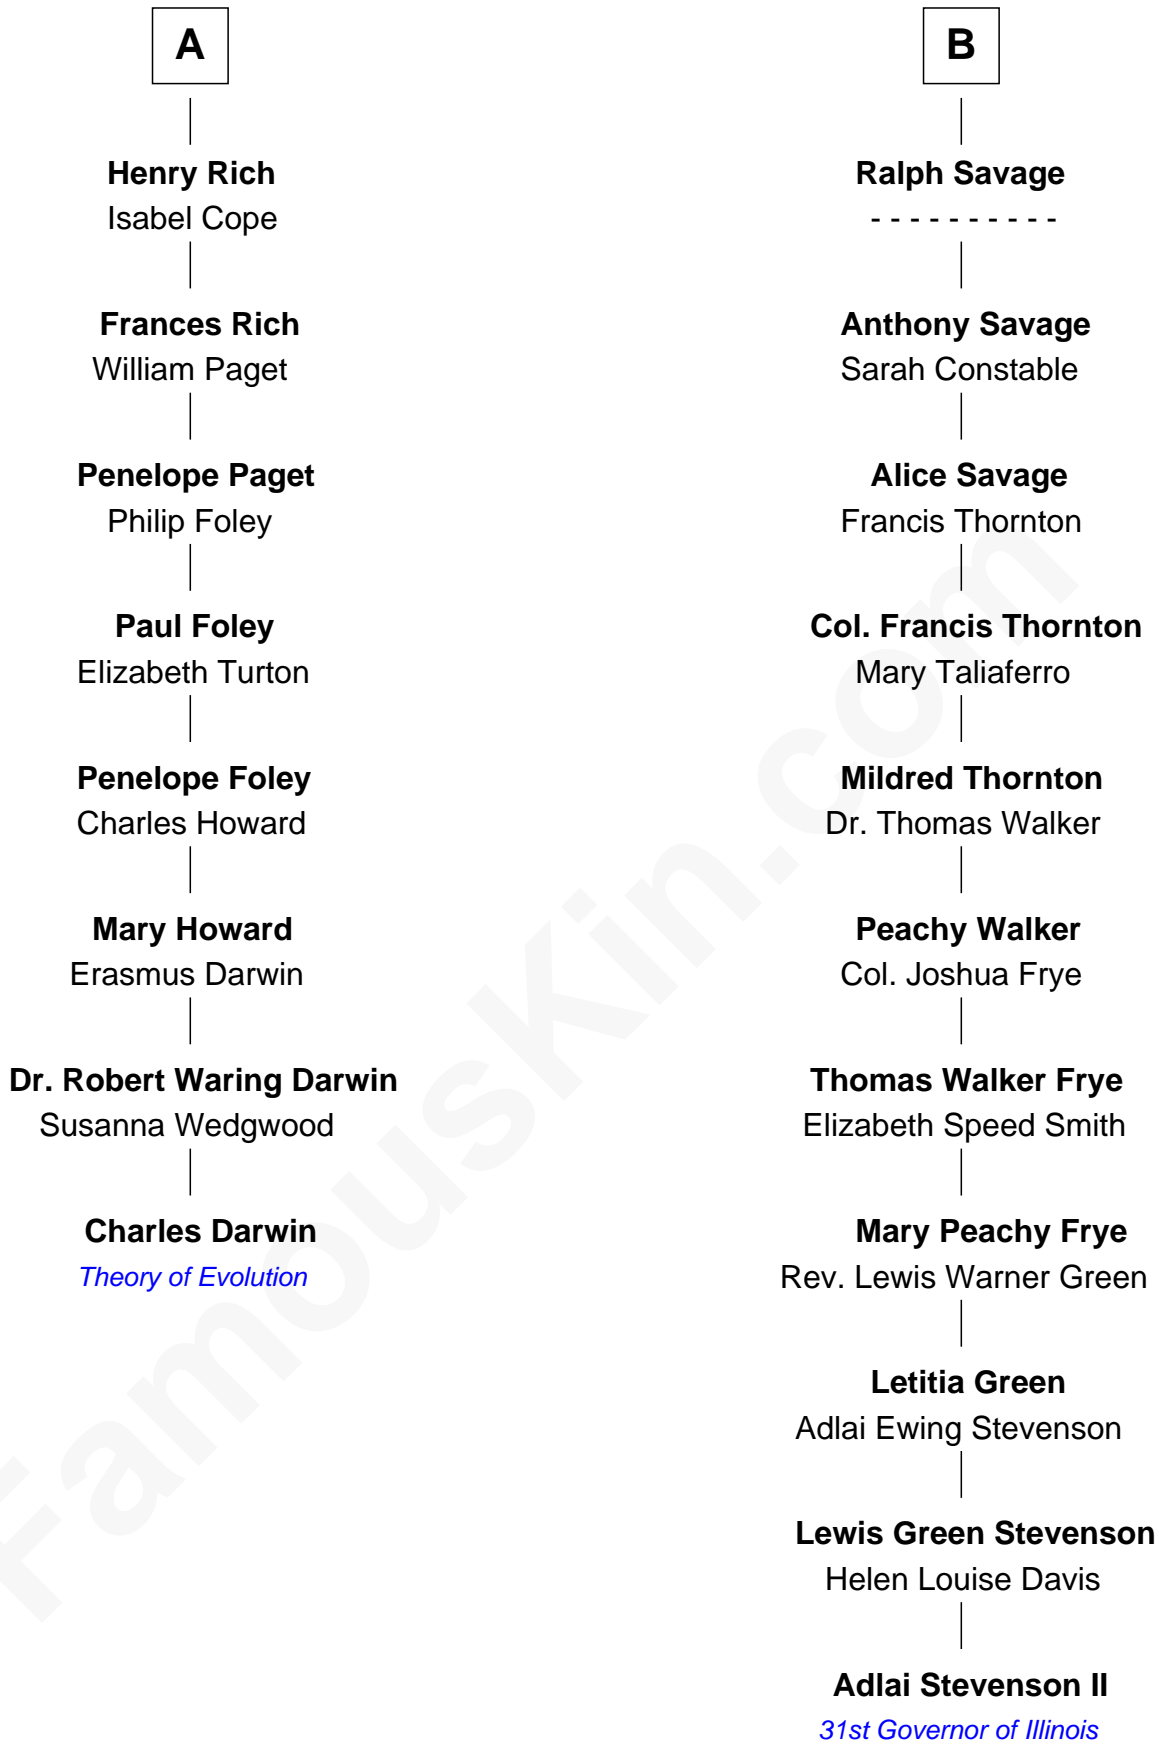 A
Henry Rich
Isabel Cope
Frances Rich
William Paget
Penelope Paget
Philip Foley
Paul Foley
Elizabeth Turton
Penelope Foley
Charles Howard
Mary Howard
Erasmus Darwin
Dr. Robert Waring Darwin
Susanna Wedgwood
Charles Darwin
Theory of Evolution
B
Ralph Savage
- - - - - - - - - -
Anthony Savage
Sarah Constable
Alice Savage
Francis Thornton
Col. Francis Thornton
Mary Taliaferro
Mildred Thornton
Dr. Thomas Walker
Peachy Walker
Col. Joshua Frye
Thomas Walker Frye
Elizabeth Speed Smith
Mary Peachy Frye
Rev. Lewis Warner Green
Letitia Green
Adlai Ewing Stevenson
Lewis Green Stevenson
Helen Louise Davis
Adlai Stevenson II
31st Governor of Illinois
FamousKin.com